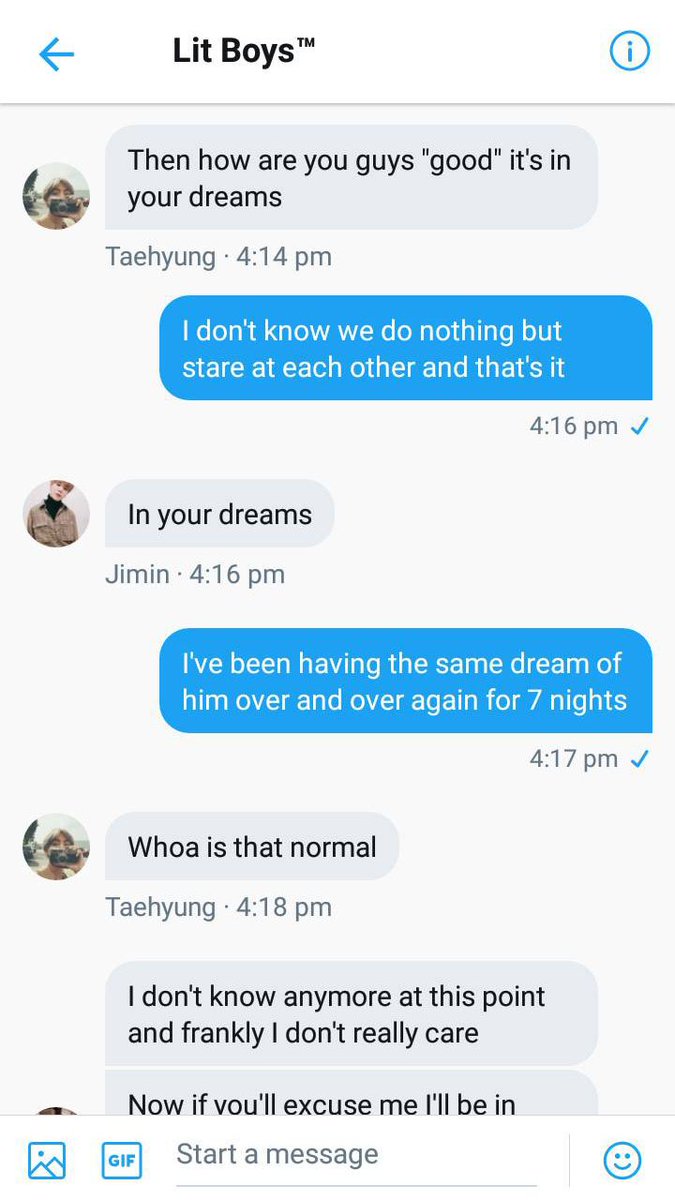 Lit Boys™
Then how are you guys "good" it's in
your dreams
Taehyung · 4:14 pm
I don't know we do nothing but
stare at each other and that's it
4:16 pm ✓
In your dreams
Jimin · 4:16 pm
I've been having the same dream of
him over and over again for 7 nights
4:17 pm ✓
Whoa is that normal
Taehyung · 4:18 pm
I don't know anymore at this point
and frankly I don't really care
Now if you'll excuse me I'll be in
GIF Start a message